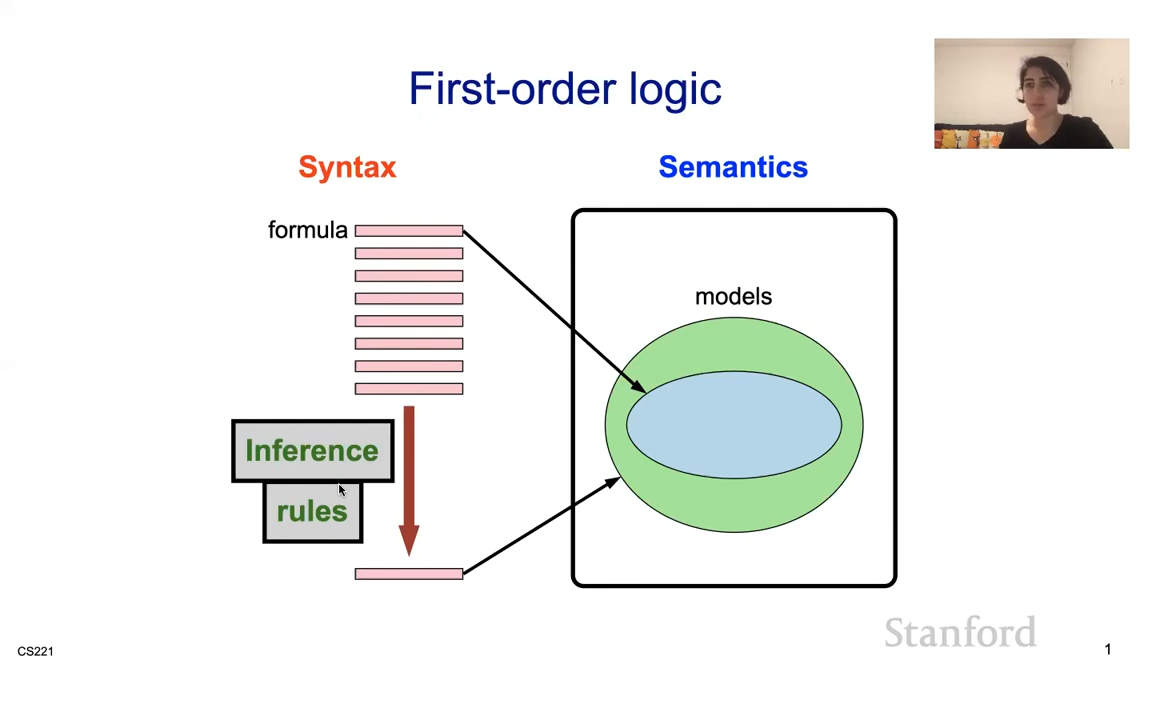 First-order logic
Syntax
Semantics
formula
models
Inference
rules
Stanford
CS221
1